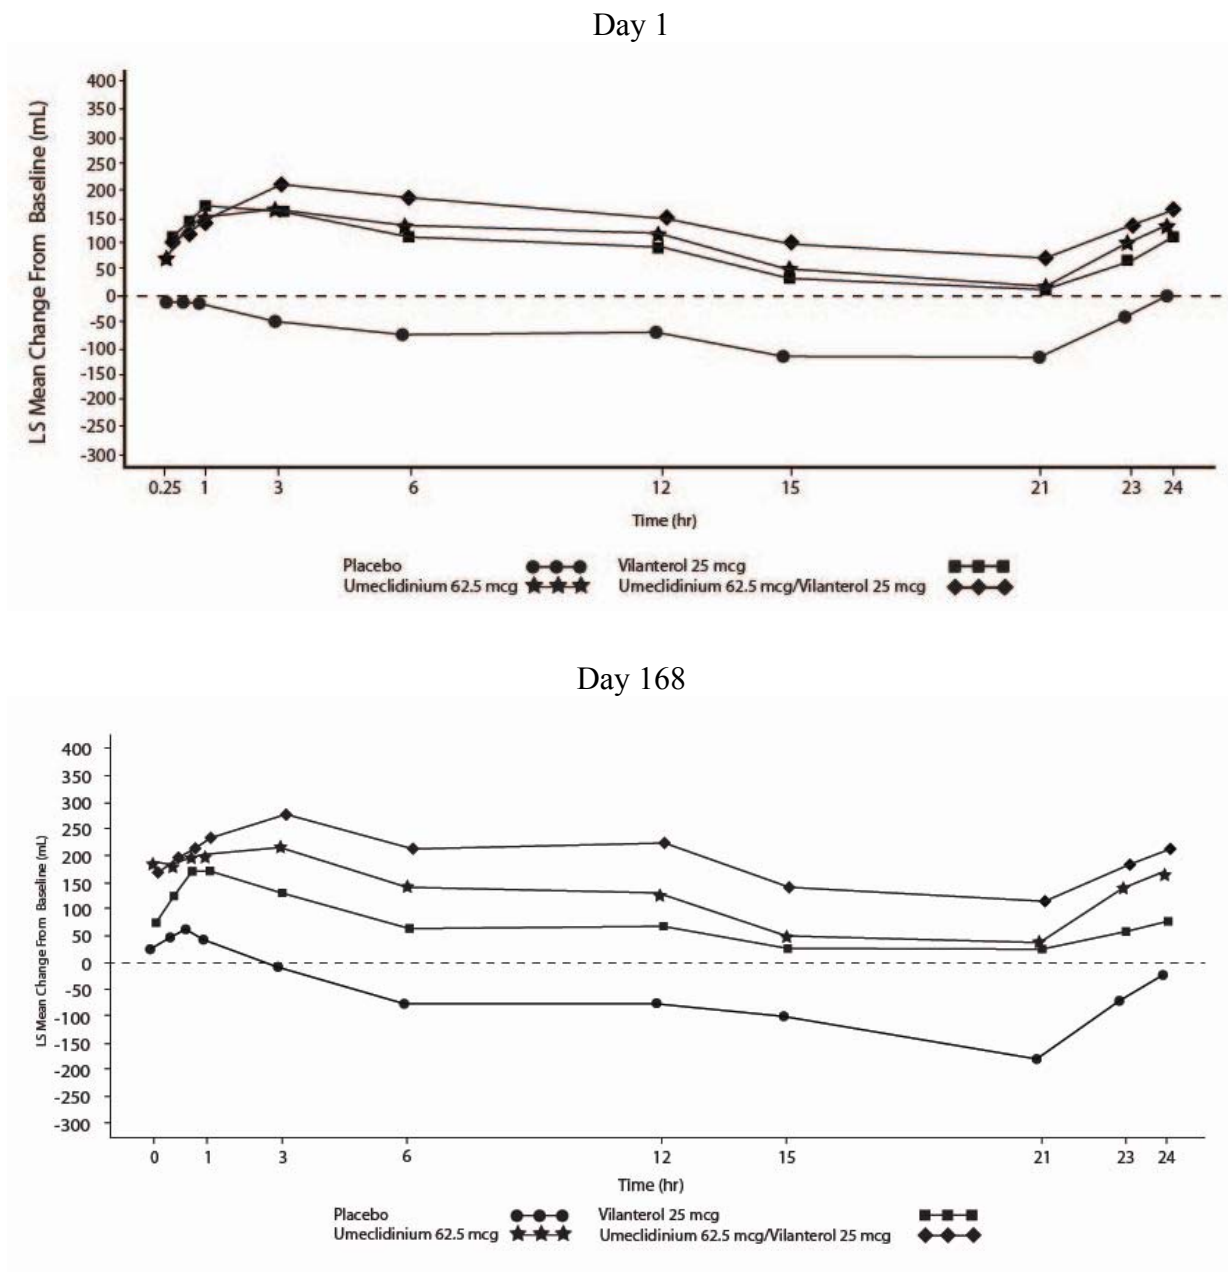 Day 1
LS Mean Change From Baseline (mL)
400
350
300
250
200
150
100
50
0
-50
-100
-150
-200
-250
-300
0.25 1 3 6 12 15 21 23 24
Time (hr)
Placebo Vilanterol 25 mcg
Umeclidinium 62.5 mcg Umeclidinium 62.5 mcg/Vilanterol 25 mcg
Day 168
LS Mean Change From Baseline (mL)
400
350
300
250
200
150
100
50
0
-50
-100
-150
-200
-250
-300
0 1 3 6 12 15 21 23 24
Time (hr)
Placebo Vilanterol 25 mcg
Umeclidinium 62.5 mcg Umeclidinium 62.5 mcg/Vilanterol 25 mcg